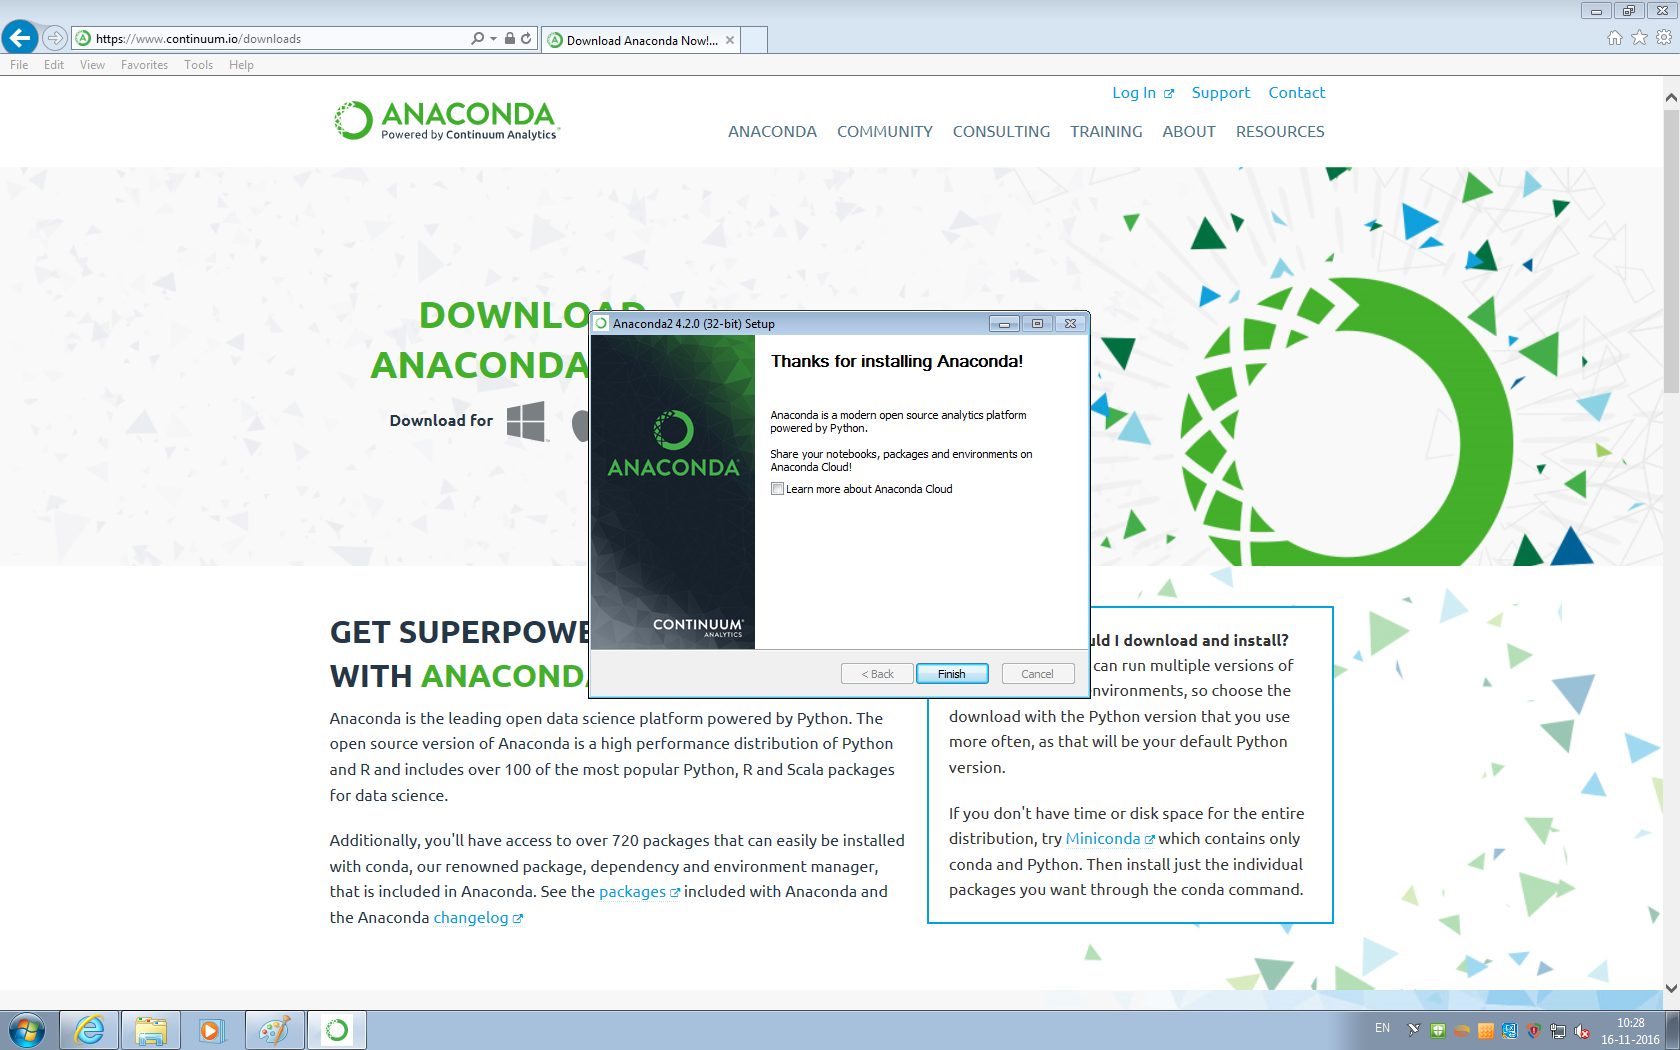 https://www.continuum.io/downloads
Download Anaconda Now!...
File Edit View Favorites Tools Help
Log In Support Contact
ANACONDA
Powered by Continuum Analytics
ANACONDA COMMUNITY CONSULTING TRAINING ABOUT RESOURCES
DOWNLOAD
ANACONDA
Download for
Anaconda2 4.2.0 (32-bit) Setup
Thanks for installing Anaconda!
Anaconda is a modern open source analytics platform
powered by Python.
Share your notebooks, packages and environments on
Anaconda Cloud!
Learn more about Anaconda Cloud
ANACONDA
CONTINUUM
ANALYTICS
< Back Finish Cancel
GET SUPERPOWE
WITH ANACOND
Anaconda is the leading open data science platform powered by Python. The
open source version of Anaconda is a high performance distribution of Python
and R and includes over 100 of the most popular Python, R and Scala packages
for data science.
Additionally, you'll have access to over 720 packages that can easily be installed
with conda, our renowned package, dependency and environment manager,
that is included in Anaconda. See the packages included with Anaconda and
the Anaconda changelog
uld I download and install?
can run multiple versions of
nvironments, so choose the
download with the Python version that you use
more often, as that will be your default Python
version.
If you don't have time or disk space for the entire
distribution, try Miniconda which contains only
conda and Python. Then install just the individual
packages you want through the conda command.
EN
10:28
16-11-2016